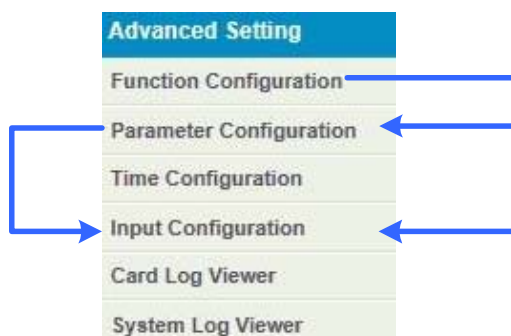 Advanced Setting
Function Configuration
Parameter Configuration
Time Configuration
Input Configuration
Card Log Viewer
System Log Viewer